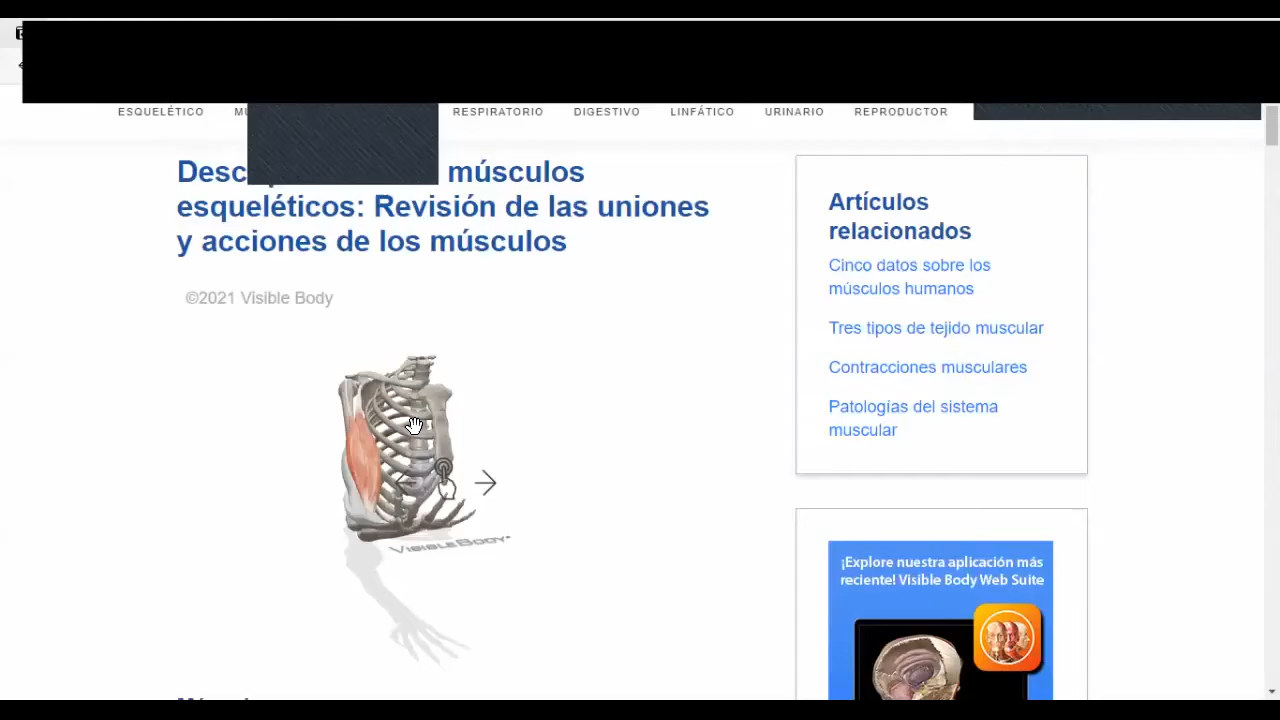 ESQUELÉTICO RESPIRATORIO DIGESTIVO LINFÁTICO URINARIO REPRODUCTOR
músculos
esqueléticos: Revisión de las uniones
y acciones de los músculos
©2021 Visible Body
VISIBLE BODY
Artículos
relacionados
Cinco datos sobre los
músculos humanos
Tres tipos de tejido muscular
Contracciones musculares
Patologías del sistema
muscular
¡Explore nuestra aplicación más
reciente! Visible Body Web Suite